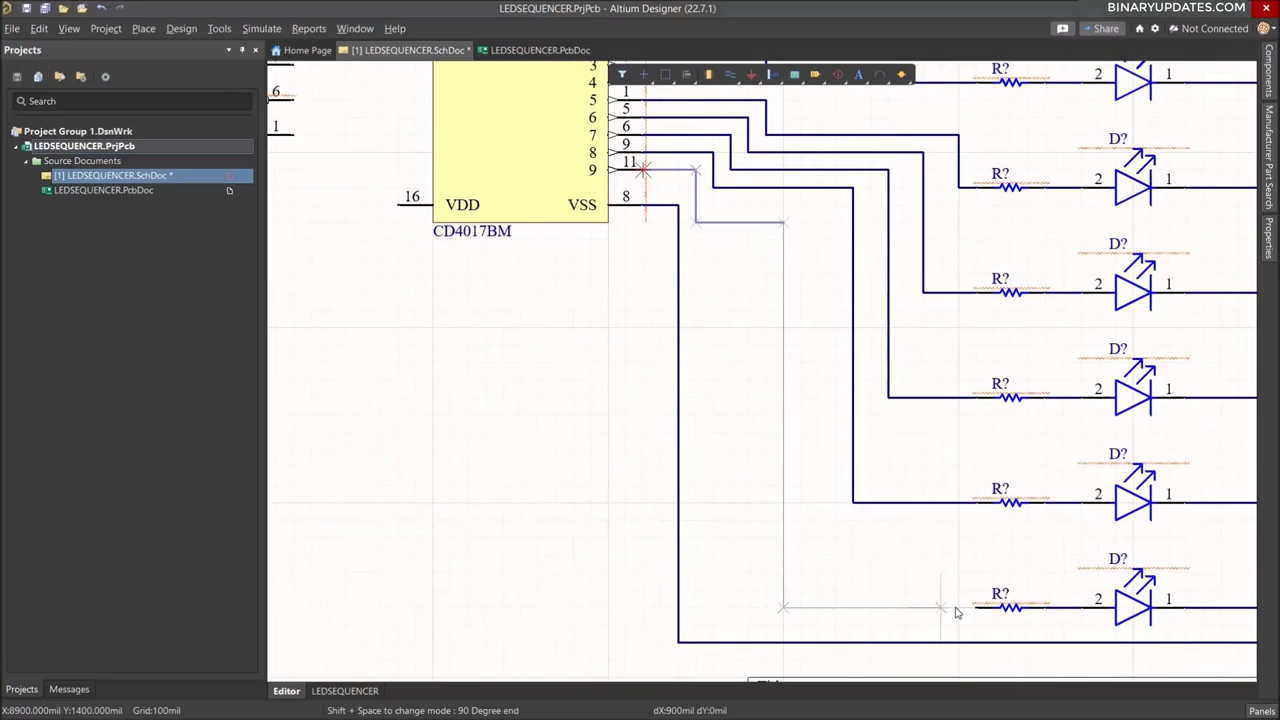 LEDSEQUENCER.PrjPcb - Altium Designer (22.7.1)
BINARYUPDATES.COM
File Edit View Project Place Design Tools Simulate Reports Window Help
Share
Not Connected
Projects
Home Page
[1] LEDSEQUENCER.SchDoc *
LEDSEQUENCER.PcbDoc
Search
Project Group 1.DsnWrk
LEDSEQUENCER.PrjPcb
Source Documents
[1] LEDSEQUENCER.SchDoc *
LEDSEQUENCER.PcbDoc
6
1
3
4
5
1
6
5
7
6
8
9
9
11
16
VDD
VSS
8
CD4017BM
R?
2
1
D?
R?
2
1
D?
R?
2
1
D?
R?
2
1
D?
R?
2
1
D?
R?
2
1
Components
Manufacturer Part Search
Properties
Projects
Messages
Editor
LEDSEQUENCER
X:8900.000mil Y:1400.000mil
Grid:100mil
Shift + Space to change mode : 90 Degree end
dX:900mil dY:0mil
Panels